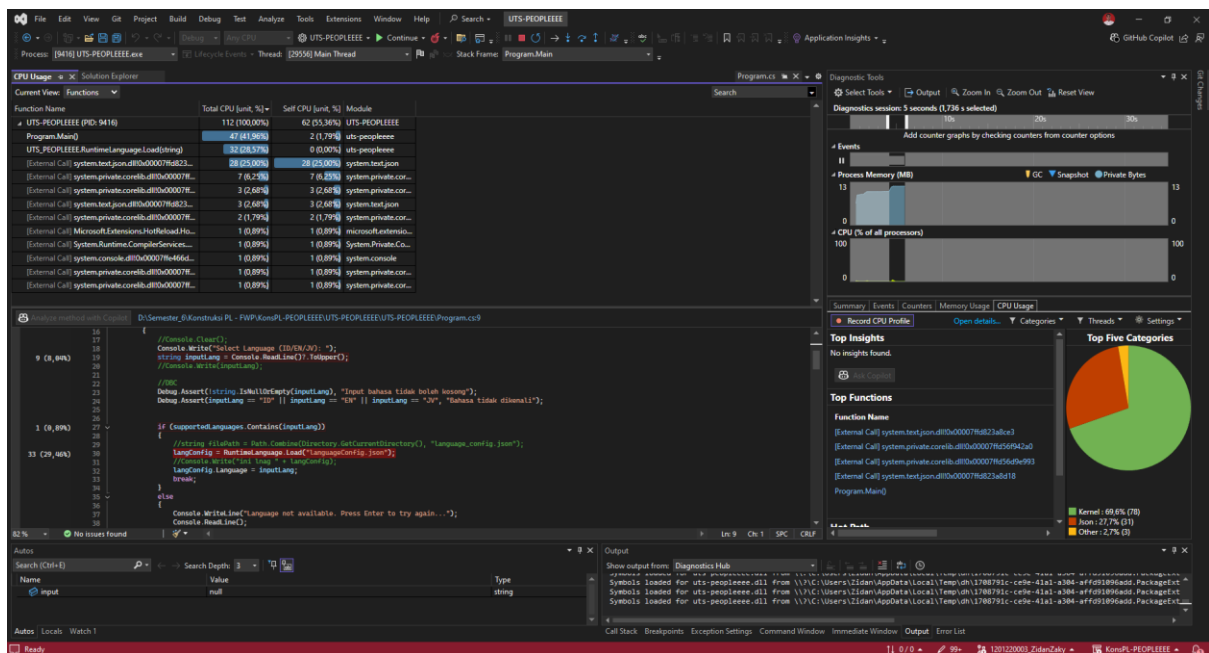 File Edit View Git Project Build Debug Test Analyze Tools Extensions Window Help Search UTS-PEOPLEEEE
Debug Any CPU UTS-PEOPLEEEE Continue Application Insights GitHub Copilot
Process: [9416] UTS-PEOPLEEEE.exe Lifecycle Events Thread: [29556] Main Thread Stack Frame: Program.Main
CPU Usage Solution Explorer Program.cs
Current View: Functions Search
Function Name Total CPU [unit, %] Self CPU [unit, %] Module
UTS-PEOPLEEEE (PID: 9416) 112 (100,00%) 62 (55,36%) UTS-PEOPLEEEE
Program.Main() 47 (41,96%) 2 (1,79%) uts-peopleeee
UTS_PEOPLEEEE.RuntimeLanguage.Load(string) 32 (28,57%) 0 (0,00%) uts-peopleeee
[External Call] system.text.json.dll!0x00007ffd823... 28 (25,00%) 28 (25,00%) system.text.json
[External Call] system.private.corelib.dll!0x00007ff... 7 (6,25%) 7 (6,25%) system.private.cor...
[External Call] system.private.corelib.dll!0x00007ff... 3 (2,68%) 3 (2,68%) system.private.cor...
[External Call] system.text.json.dll!0x00007ffd823... 3 (2,68%) 3 (2,68%) system.text.json
[External Call] system.private.corelib.dll!0x00007ff... 2 (1,79%) 2 (1,79%) system.private.cor...
[External Call] Microsoft.Extensions.HotReload.Ho... 1 (0,89%) 1 (0,89%) microsoft.extensio...
[External Call] System.Runtime.CompilerServices.... 1 (0,89%) 1 (0,89%) System.Private.Co...
[External Call] system.console.dll!0x00007ffe466d... 1 (0,89%) 1 (0,89%) system.console
[External Call] system.private.corelib.dll!0x00007ff... 1 (0,89%) 1 (0,89%) system.private.cor...
[External Call] system.private.corelib.dll!0x00007ff... 1 (0,89%) 1 (0,89%) system.private.cor...
Analyze method with Copilot D:\Semester_6\Konstruksi PL - FWP\KonsPL-PEOPLEEEE\UTS-PEOPLEEEE\UTS-PEOPLEEEE\Program.cs:9
16 {
17 //Console.Clear();
18 Console.Write("Select Language (ID/EN/JV): ");
9 (8,04%) 19 string inputLang = Console.ReadLine()?.ToUpper();
20 //Console.Write(inputLang);
21
22 //DBC
23 Debug.Assert(!string.IsNullOrEmpty(inputLang), "Input bahasa tidak boleh kosong");
24 Debug.Assert(inputLang == "ID" || inputLang == "EN" || inputLang == "JV", "Bahasa tidak dikenali");
25
26
1 (0,89%) 27 if (supportedLanguages.Contains(inputLang))
28 {
29 //string filePath = Path.Combine(Directory.GetCurrentDirectory(), "language_config.json");
33 (29,46%) 30 langConfig = RuntimeLanguage.Load("languageConfig.json");
31 //Console.Write("ini lnag " + langConfig);
32 langConfig.Language = inputLang;
33 break;
34 }
35 else
36 {
37 Console.WriteLine("Language not available. Press Enter to try again...");
38 Console.ReadLine();
82 % No issues found Ln: 9 Ch: 1 SPC CRLF
Diagnostic Tools
Select Tools Output Zoom In Zoom Out Reset View
Diagnostics session: 5 seconds (1,736 s selected)
10s 20s 30s
Add counter graphs by checking counters from counter options
Events
Process Memory (MB) GC Snapshot Private Bytes
13 13
0 0
CPU (% of all processors)
100 100
0 0
Summary Events Counters Memory Usage CPU Usage
Record CPU Profile Open details... Categories Threads Settings
Top Insights
No insights found.
Ask Copilot
Top Functions
Function Name
[External Call] system.text.json.dll!0x00007ffd823a8ce3
[External Call] system.private.corelib.dll!0x00007ffd56f942a0
[External Call] system.private.corelib.dll!0x00007ffd56d9e993
[External Call] system.text.json.dll!0x00007ffd823a8d18
Program.Main()
Hot Path
Top Five Categories
Kernel : 69,6% (78)
Json : 27,7% (31)
Other : 2,7% (3)
Autos
Search (Ctrl+E) Search Depth: 3
Name Value Type
input null string
Autos Locals Watch 1
Output
Show output from: Diagnostics Hub
Symbols loaded for uts-peopleeee.dll from \\?\C:\Users\Zidan\AppData\Local\Temp\dh\1708791c-ce9e-41a1-a304-affd91096add.PackageExt
Symbols loaded for uts-peopleeee.dll from \\?\C:\Users\Zidan\AppData\Local\Temp\dh\1708791c-ce9e-41a1-a304-affd91096add.PackageExt
Symbols loaded for uts-peopleeee.dll from \\?\C:\Users\Zidan\AppData\Local\Temp\dh\1708791c-ce9e-41a1-a304-affd91096add.PackageExt
Call Stack Breakpoints Exception Settings Command Window Immediate Window Output Error List
Git Changes
Ready 0 / 0 99+ 1201220003_ZidanZaky KonsPL-PEOPLEEEE